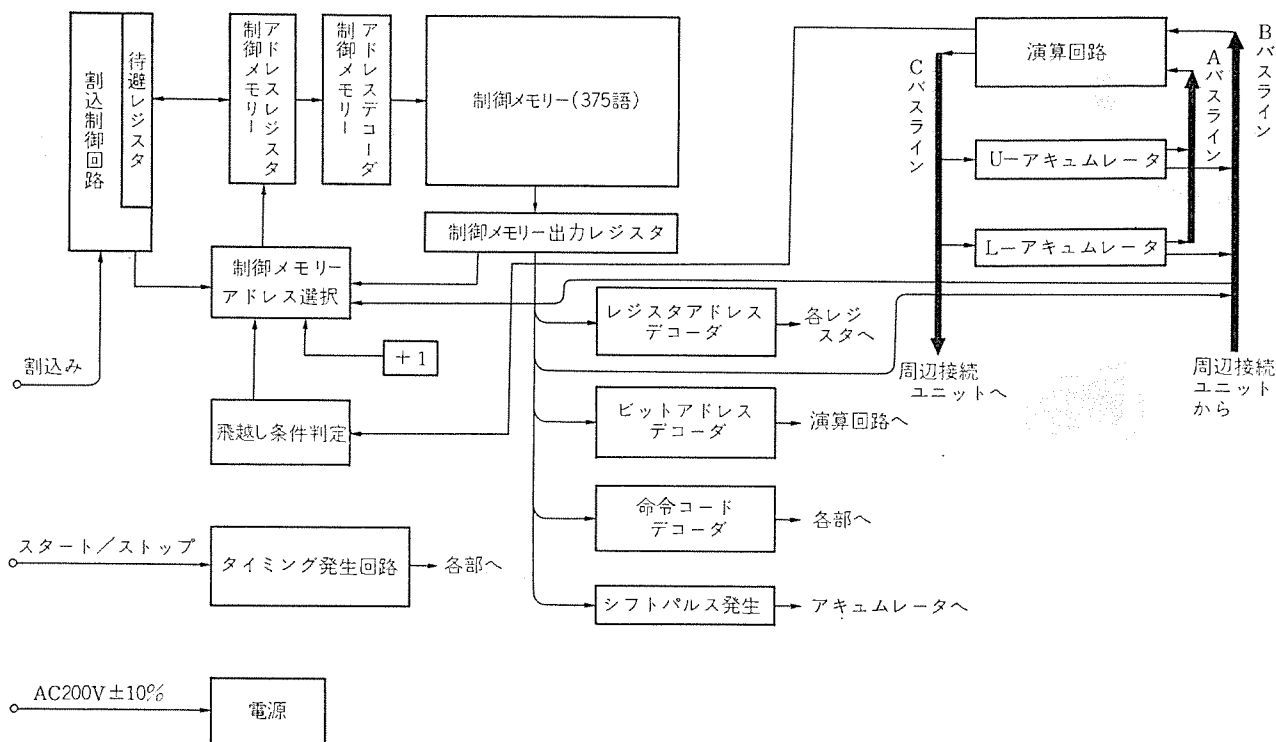 割込制御回路
待避レジスタ
制御メモリー
アドレスレジスタ
制御メモリー
アドレスデコーダ
制御メモリー(375語)
制御メモリー出力レジスタ
制御メモリー
アドレス選択
+1
割込み
飛越し条件判定
スタート/ストップ
タイミング発生回路
各部へ
AC200V±10%
電源
レジスタアドレス
デコーダ
各レジ
スタへ
ビットアドレス
デコーダ
演算回路へ
命令コード
デコーダ
各部へ
シフトパルス発生
アキュムレータへ
演算回路
Cバスライン
Aバスライン
Bバスライン
U-アキュムレータ
L-アキュムレータ
周辺接続
ユニットへ
周辺接続
ユニット
から